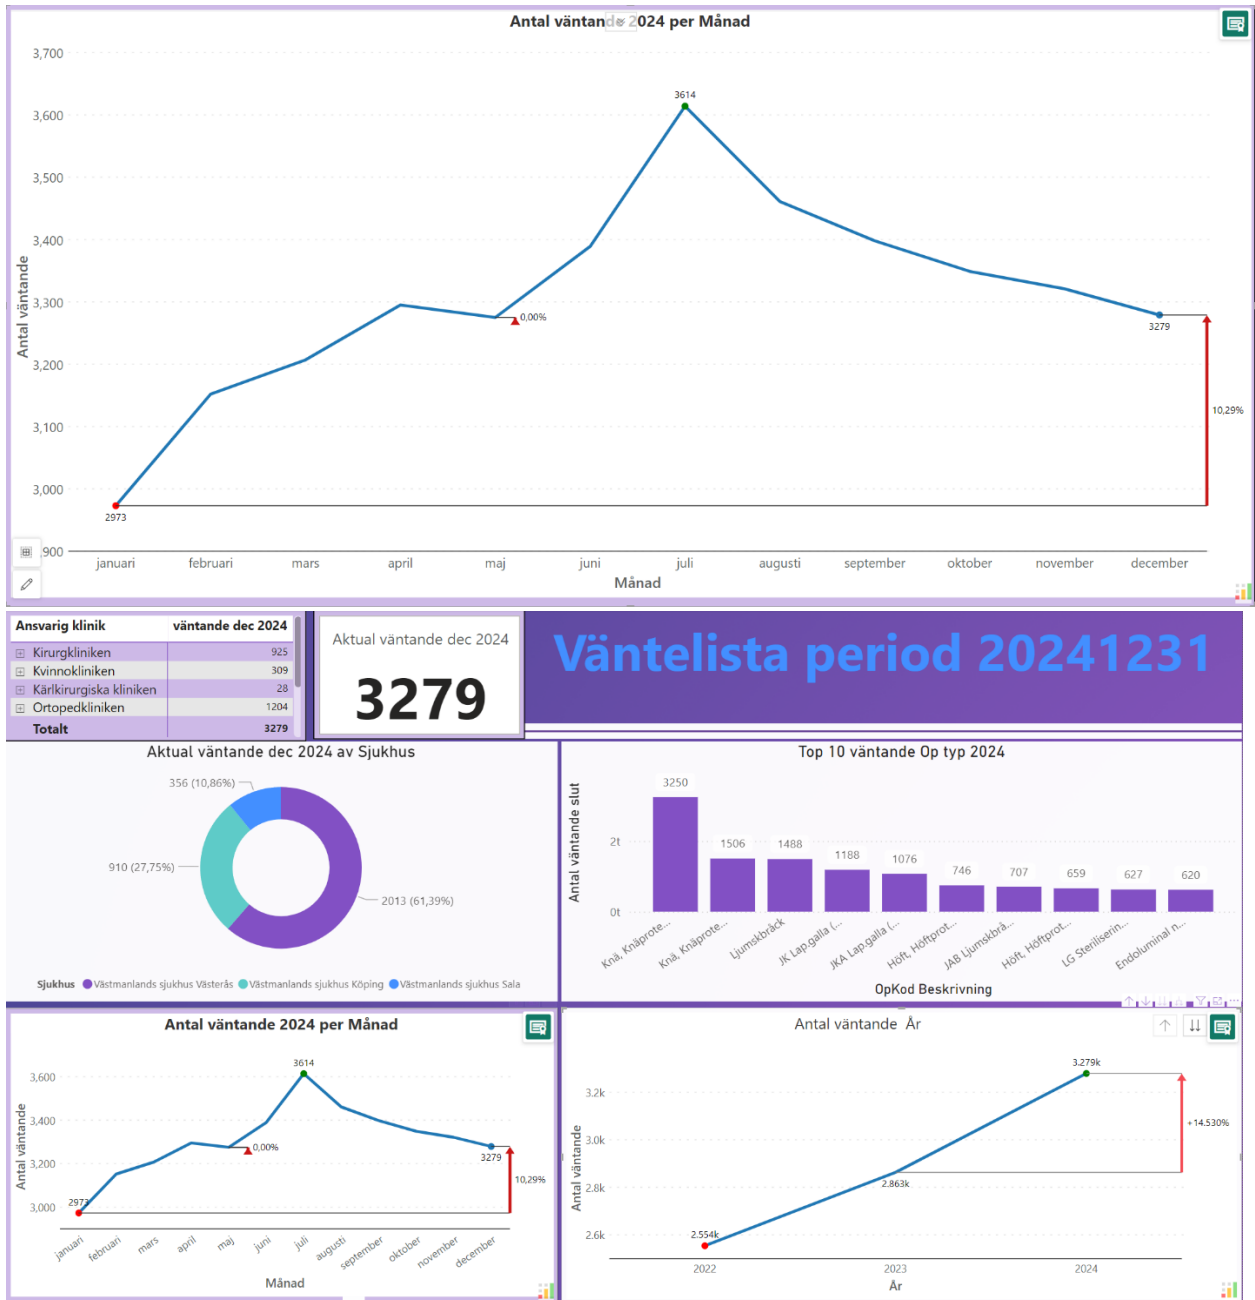 Antal väntande 2024 per Månad
3,700
3,600
3,500
3,400
3,300
3,200
3,100
3,000
,900
Antal väntande
3614
0,00%
3279
10,29%
2973
januari februari mars april maj juni juli augusti september oktober november december
Månad
Ansvarig klinik väntande dec 2024
Kirurgkliniken 925
Kvinnokliniken 309
Kärlkirurgiska kliniken 28
Ortopedkliniken 1204
Totalt 3279
Aktual väntande dec 2024
3279
Väntelista period 20241231
Aktual väntande dec 2024 av Sjukhus
356 (10,86%)
910 (27,75%)
2013 (61,39%)
Sjukhus Västmanlands sjukhus Västerås Västmanlands sjukhus Köping Västmanlands sjukhus Sala
Top 10 väntande Op typ 2024
Antal väntande slut
2t
0t
3250 1506 1488 1188 1076 746 707 659 627 620
Knä, Knäprote... Knä, Knäprote... Ljumskbråck JK Lap.galla (... JKA Lap.galla (... Höft, Höftprot... JAB Ljumskbrå... Höft, Höftprot... LG Steriliserin... Endoluminal n...
OpKod Beskrivning
Antal väntande 2024 per Månad
3,600
3,400
3,200
3,000
Antal väntande
3614
0,00%
3279
10,29%
2973
januari februari mars april maj juni juli augusti september oktober november december
Månad
Antal väntande År
3.2k
3.0k
2.8k
2.6k
Antal väntande
3.279k
+14.530%
2.863k
2.554k
2022 2023 2024
År